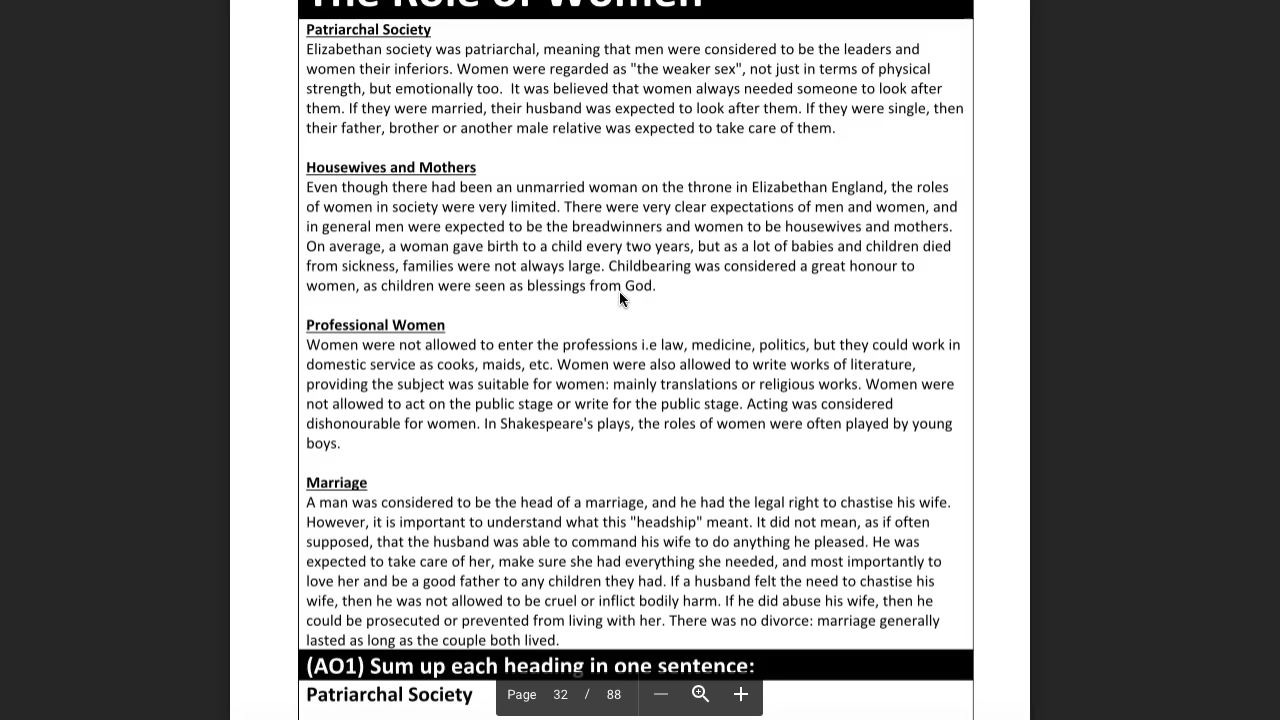 The Role of Women
Patriarchal Society
Elizabethan society was patriarchal, meaning that men were considered to be the leaders and
women their inferiors. Women were regarded as "the weaker sex", not just in terms of physical
strength, but emotionally too.  It was believed that women always needed someone to look after
them. If they were married, their husband was expected to look after them. If they were single, then
their father, brother or another male relative was expected to take care of them.
Housewives and Mothers
Even though there had been an unmarried woman on the throne in Elizabethan England, the roles
of women in society were very limited. There were very clear expectations of men and women, and
in general men were expected to be the breadwinners and women to be housewives and mothers.
On average, a woman gave birth to a child every two years, but as a lot of babies and children died
from sickness, families were not always large. Childbearing was considered a great honour to
women, as children were seen as blessings from God.
Professional Women
Women were not allowed to enter the professions i.e law, medicine, politics, but they could work in
domestic service as cooks, maids, etc. Women were also allowed to write works of literature,
providing the subject was suitable for women: mainly translations or religious works. Women were
not allowed to act on the public stage or write for the public stage. Acting was considered
dishonourable for women. In Shakespeare's plays, the roles of women were often played by young
boys.
Marriage
A man was considered to be the head of a marriage, and he had the legal right to chastise his wife.
However, it is important to understand what this "headship" meant. It did not mean, as if often
supposed, that the husband was able to command his wife to do anything he pleased. He was
expected to take care of her, make sure she had everything she needed, and most importantly to
love her and be a good father to any children they had. If a husband felt the need to chastise his
wife, then he was not allowed to be cruel or inflict bodily harm. If he did abuse his wife, then he
could be prosecuted or prevented from living with her. There was no divorce: marriage generally
lasted as long as the couple both lived.
(AO1) Sum up each heading in one sentence:
Patriarchal Society
Page 32 / 88